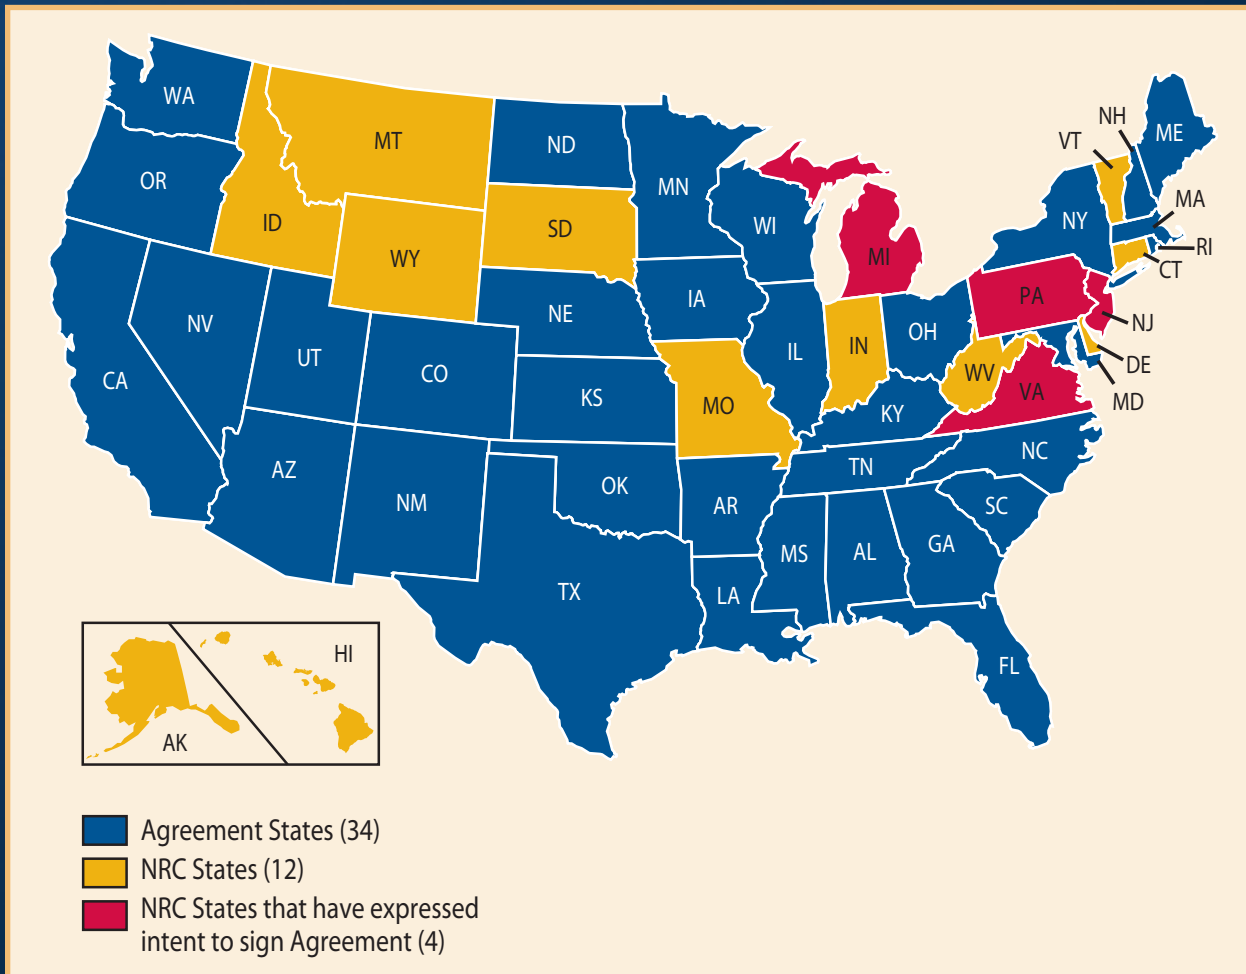 WA
MT
ND
MN
OR
ID
WY
SD
WI
MI
NY
VT
NH
ME
MA
RI
CT
NJ
DE
MD
PA
NV
UT
CO
NE
IA
IL
IN
OH
WV
VA
CA
KS
MO
KY
AZ
NM
OK
AR
TN
NC
SC
TX
LA
MS
AL
GA
FL
AK
HI
Agreement States (34)
NRC States (12)
NRC States that have expressed
intent to sign Agreement (4)